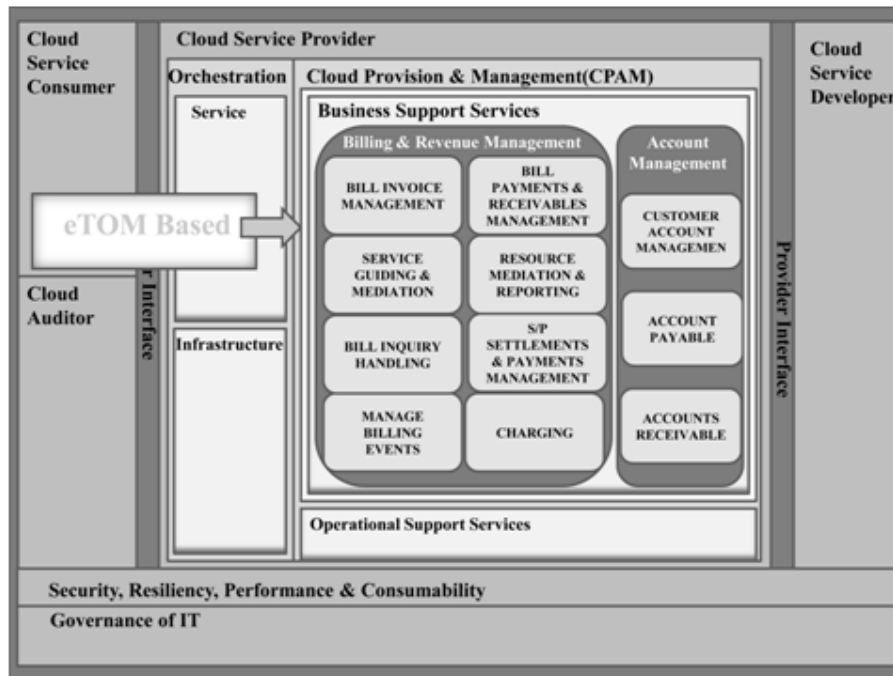 Cloud
Service
Consumer
Cloud Service Provider
Cloud
Service
Developer
Orchestration
Cloud Provision & Management(CPAM)
Service
Business Support Services
Billing & Revenue Management
Account
Management
BILL INVOICE
MANAGEMENT
BILL
PAYMENTS &
RECEIVABLES
MANAGEMENT
CUSTOMER
ACCOUNT
MANAGEMEN
eTOM Based
SERVICE
GUIDING &
MEDIATION
RESOURCE
MEDIATION &
REPORTING
Cloud
Auditor
r Interface
Provider Interface
Infrastructure
BILL INQUIRY
HANDLING
S/P
SETTLEMENTS
& PAYMENTS
MANAGEMENT
ACCOUNT
PAYABLE
MANAGE
BILLING
EVENTS
CHARGING
ACCOUNTS
RECEIVABLE
Operational Support Services
Security, Resiliency, Performance & Consumability
Governance of IT